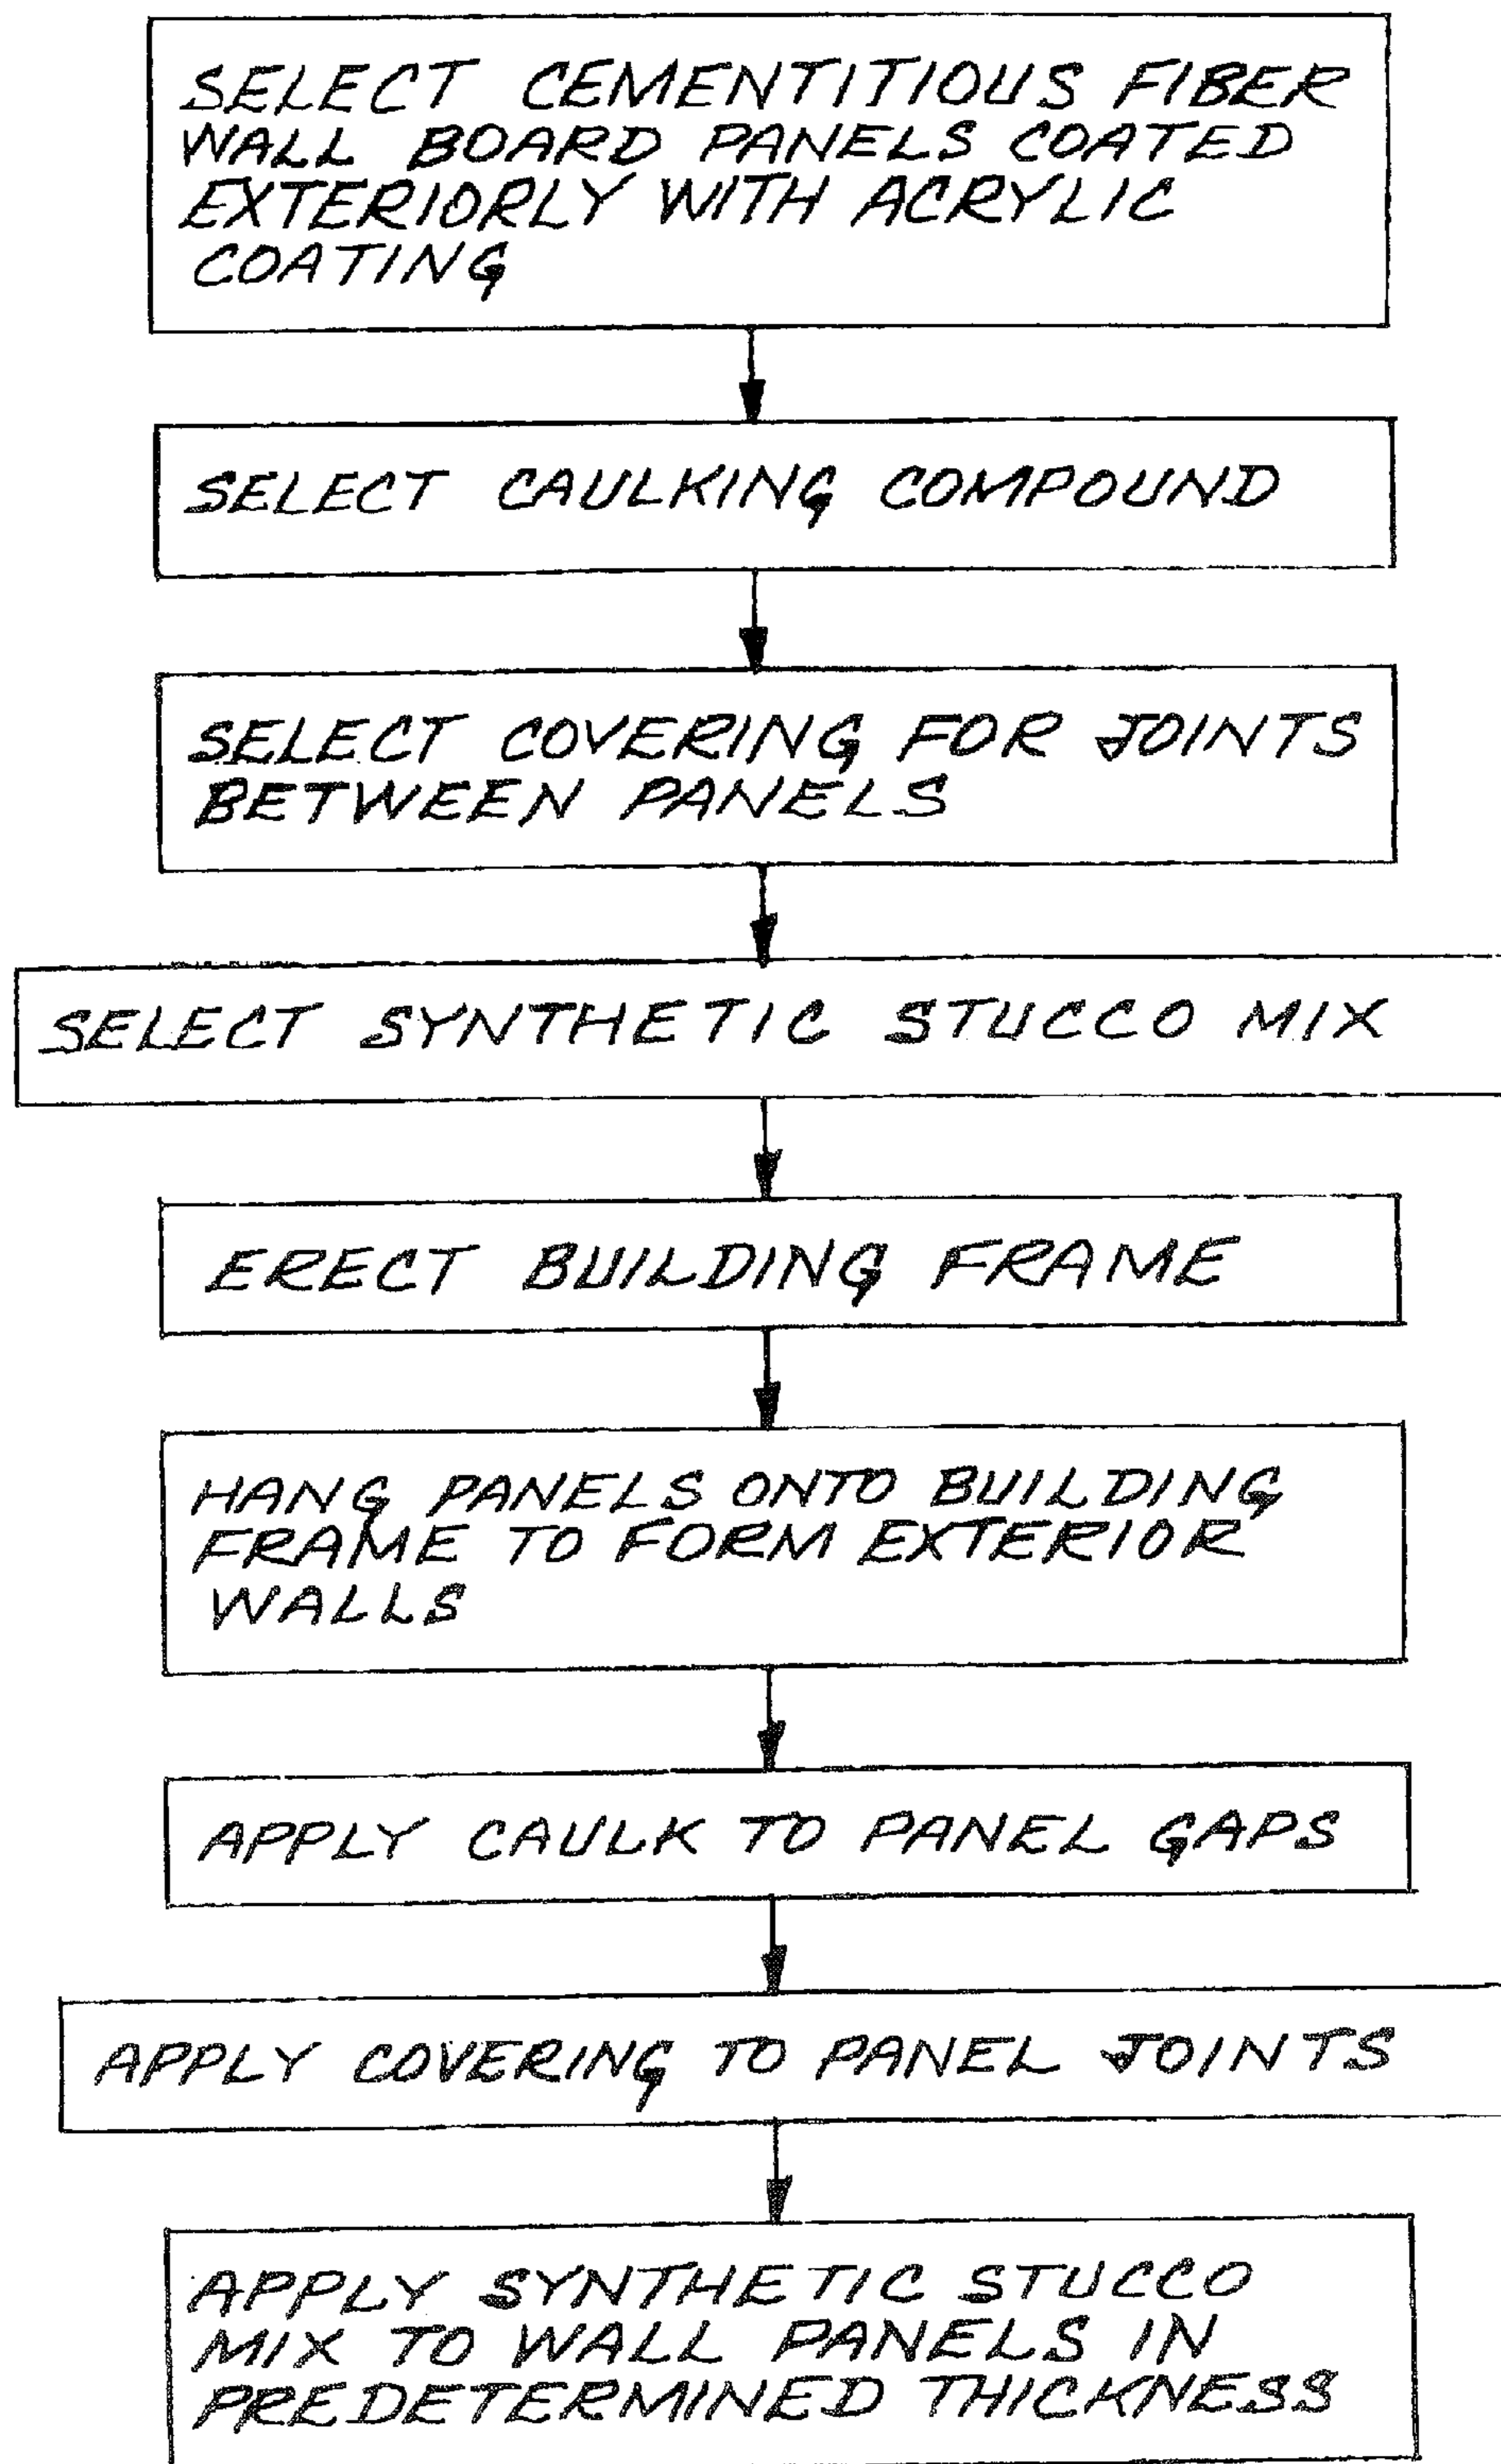 SELECT CEMENTITIOUS FIBER
WALL BOARD PANELS COATED
EXTERIORLY WITH ACRYLIC
COATING
SELECT CAULKING COMPOUND
SELECT COVERING FOR JOINTS
BETWEEN PANELS
SELECT SYNTHETIC STUCCO MIX
ERECT BUILDING FRAME
HANG PANELS ONTO BUILDING
FRAME TO FORM EXTERIOR
WALLS
APPLY CAULK TO PANEL GAPS
APPLY COVERING TO PANEL JOINTS
APPLY SYNTHETIC STUCCO
MIX TO WALL PANELS IN
PREDETERMINED THICKNESS